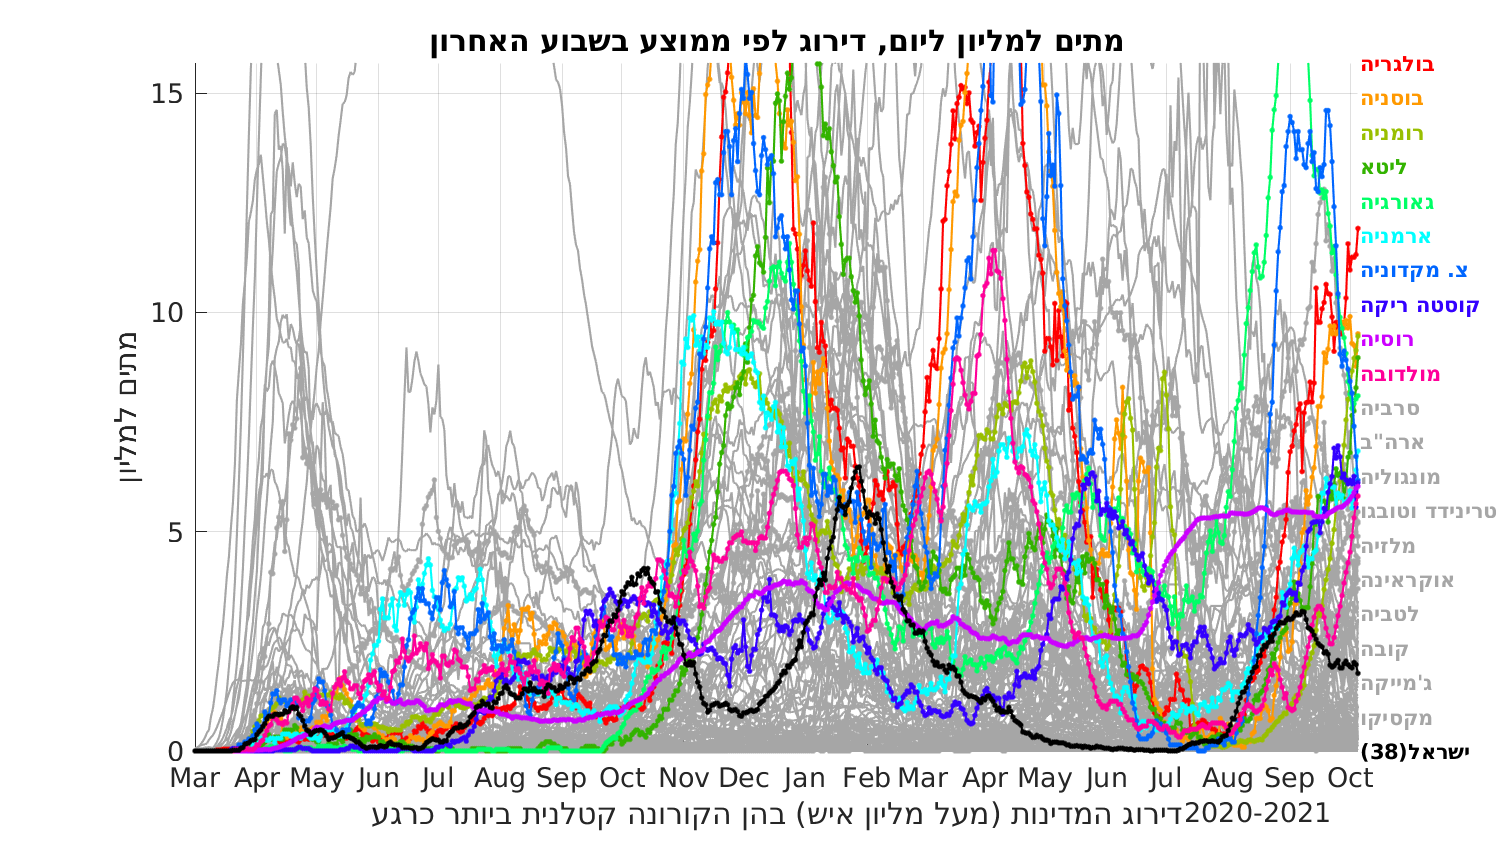 מתים למליון ליום, דירוג לפי ממוצע בשבוע האחרון
מתים למליון
15
10
5
0
Mar Apr May Jun Jul Aug Sep Oct Nov Dec Jan Feb Mar Apr May Jun Jul Aug Sep Oct
דירוג המדינות (מעל מליון איש) בהן הקורונה קטלנית ביותר כרגע2020-2021
בולגריה
בוסניה
רומניה
ליטא
גאורגיה
ארמניה
צ. מקדוניה
קוסטה ריקה
רוסיה
מולדובה
סרביה
ארה"ב
מונגוליה
טרינידד וטובגו
מלזיה
אוקראינה
לטביה
קובה
ג'מייקה
מקסיקו
ישראל(38)